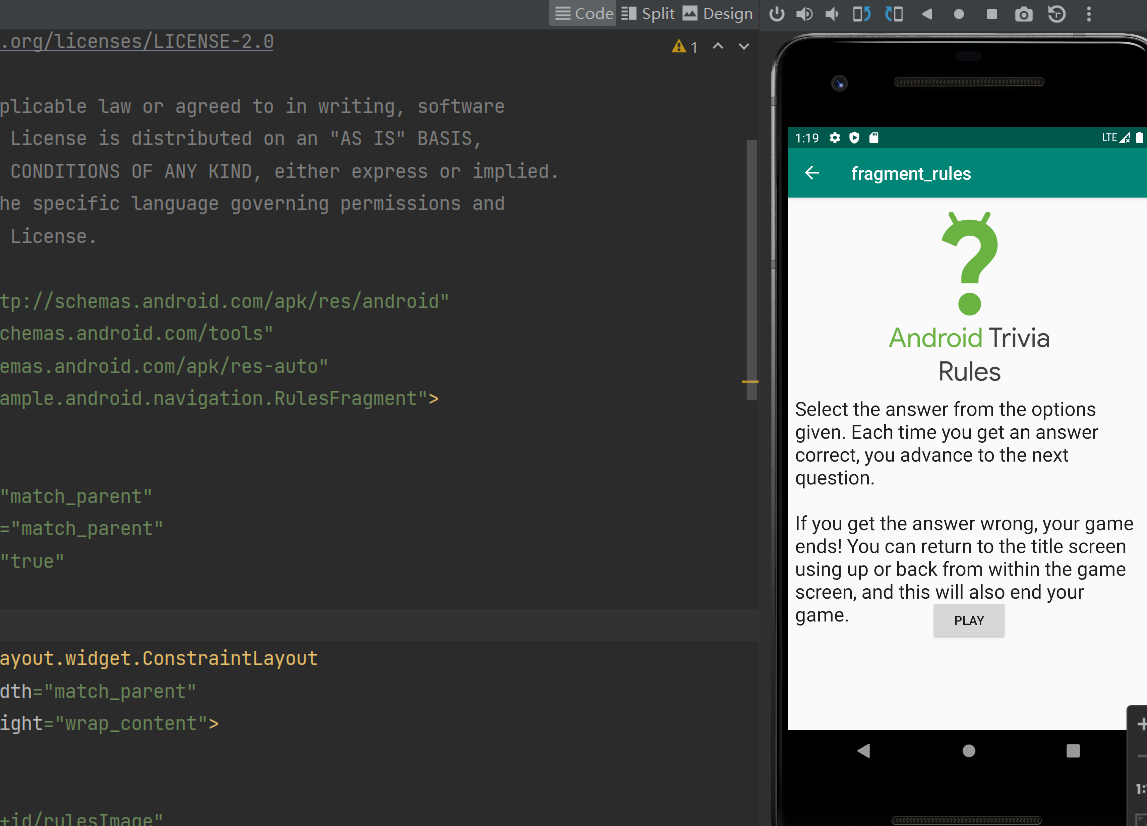 Code Split Design
.org/licenses/LICENSE-2.0
1
plicable law or agreed to in writing, software
License is distributed on an "AS IS" BASIS,
CONDITIONS OF ANY KIND, either express or implied.
he specific language governing permissions and
License.
tp://schemas.android.com/apk/res/android"
chemas.android.com/tools"
emas.android.com/apk/res-auto"
ample.android.navigation.RulesFragment">
"match_parent"
="match_parent"
"true"
ayout.widget.ConstraintLayout
dth="match_parent"
ight="wrap_content">
+id/rulesImage"
1:19 LTE
fragment_rules
Android Trivia
Rules
Select the answer from the options
given. Each time you get an answer
correct, you advance to the next
question.
If you get the answer wrong, your game
ends! You can return to the title screen
using up or back from within the game
screen, and this will also end your
game.
PLAY
1: